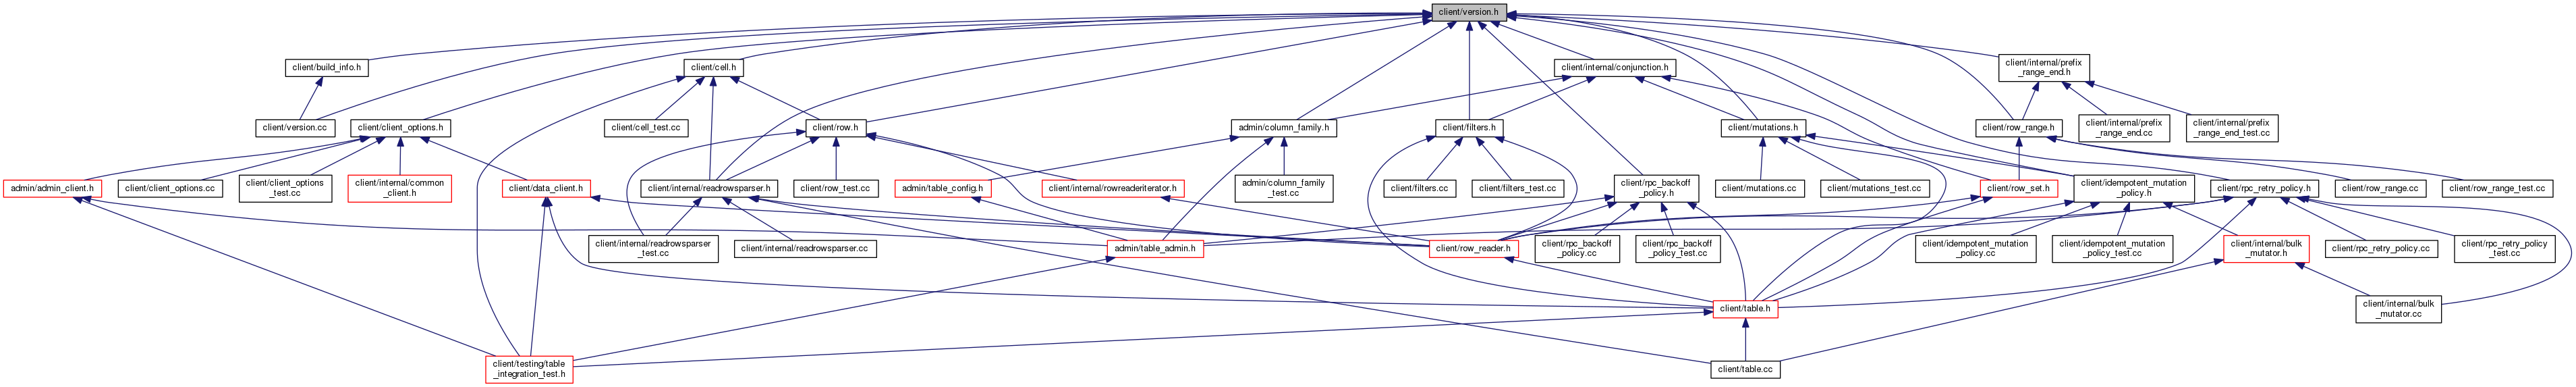 client/version.h
client/build_info.h
client/cell.h
client/internal/conjunction.h
client/internal/prefix
_range_end.h
client/version.cc
client/client_options.h
client/cell_test.cc
client/row.h
admin/column_family.h
client/filters.h
client/mutations.h
client/row_range.h
client/internal/prefix
_range_end.cc
client/internal/prefix
_range_end_test.cc
admin/admin_client.h
client/client_options.cc
client/client_options
_test.cc
client/internal/common
_client.h
client/data_client.h
client/internal/readrowsparser.h
client/row_test.cc
admin/table_config.h
client/internal/rowreaderiterator.h
admin/column_family
_test.cc
client/filters.cc
client/filters_test.cc
client/rpc_backoff
_policy.h
client/mutations.cc
client/mutations_test.cc
client/row_set.h
client/idempotent_mutation
_policy.h
client/rpc_retry_policy.h
client/row_range.cc
client/row_range_test.cc
client/internal/readrowsparser
_test.cc
client/internal/readrowsparser.cc
admin/table_admin.h
client/row_reader.h
client/rpc_backoff
_policy.cc
client/rpc_backoff
_policy_test.cc
client/idempotent_mutation
_policy.cc
client/idempotent_mutation
_policy_test.cc
client/internal/bulk
_mutator.h
client/rpc_retry_policy.cc
client/rpc_retry_policy
_test.cc
client/table.h
client/internal/bulk
_mutator.cc
client/testing/table
_integration_test.h
client/table.cc